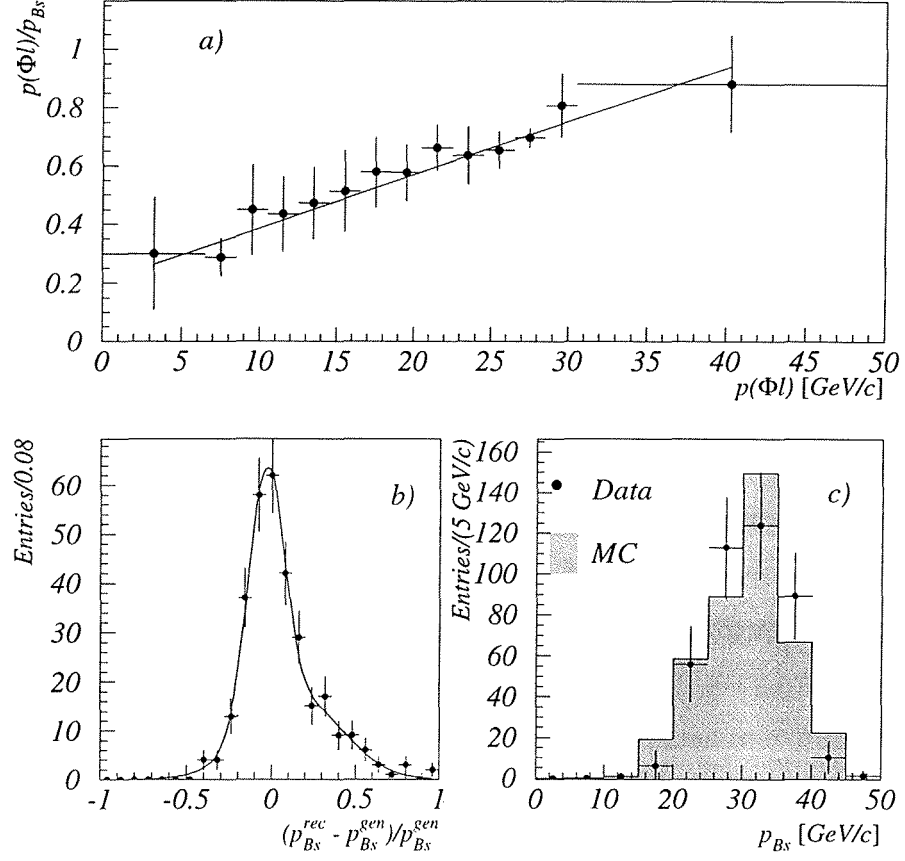 p(Φl)/p_Bs
a)
1
0.8
0.6
0.4
0.2
0
0 5 10 15 20 25 30 35 40 45 50
p(Φl) [GeV/c]
Entries/0.08
b)
60
50
40
30
20
10
0
-1 -0.5 0 0.5 1
(p_Bs^rec - p_Bs^gen)/p_Bs^gen
Entries/(5 GeV/c)
c)
160
140
120
100
80
60
40
20
0
Data
MC
0 10 20 30 40 50
p_Bs [GeV/c]